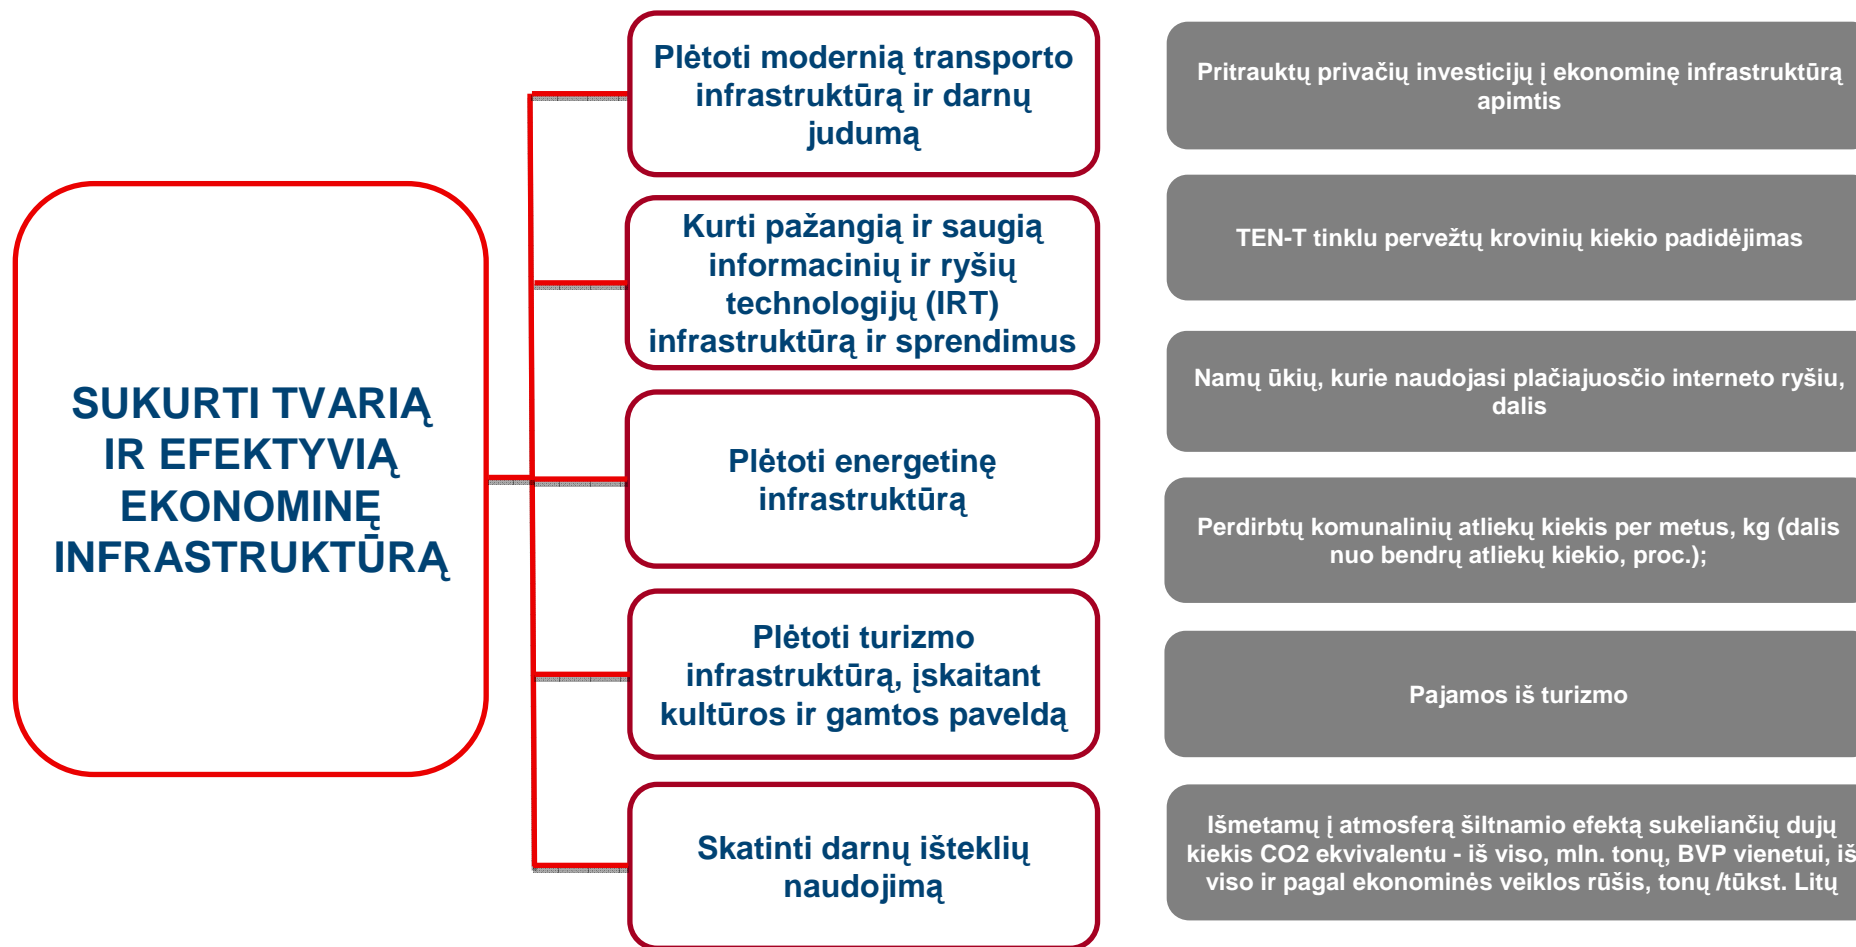 SUKURTI TVARIĄ
IR EFEKTYVIĄ
EKONOMINĘ
INFRASTRUKTŪRĄ
Plėtoti modernią transporto
infrastruktūrą ir darnų
judumą
Kurti pažangią ir saugią
informacinių ir ryšių
technologijų (IRT)
infrastruktūrą ir sprendimus
Plėtoti energetinę
infrastruktūrą
Plėtoti turizmo
infrastruktūrą, įskaitant
kultūros ir gamtos paveldą
Skatinti darnų išteklių
naudojimą
Pritrauktų privačių investicijų į ekonominę infrastruktūrą
apimtis
TEN-T tinklu pervežtų krovinių kiekio padidėjimas
Namų ūkių, kurie naudojasi plačiajuosčio interneto ryšiu,
dalis
Perdirbtų komunalinių atliekų kiekis per metus, kg (dalis
nuo bendrų atliekų kiekio, proc.);
Pajamos iš turizmo
Išmetamų į atmosferą šiltnamio efektą sukeliančių dujų
kiekis CO2 ekvivalentu - iš viso, mln. tonų, BVP vienetui, iš
viso ir pagal ekonominės veiklos rūšis, tonų /tūkst. Litų